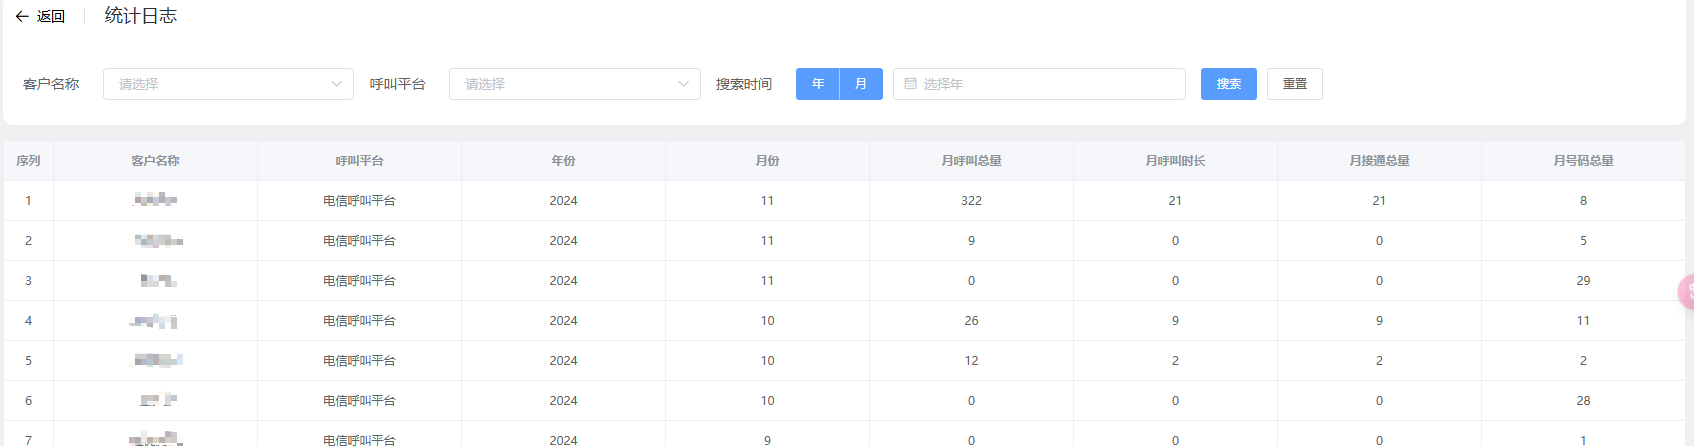 返回 统计日志
客户名称 请选择 呼叫平台 请选择 搜索时间 年 月 选择年 搜索 重置
序列 客户名称 呼叫平台 年份 月份 月呼叫总量 月呼叫时长 月接通总量 月号码总量
1 电信呼叫平台 2024 11 322 21 21 8
2 电信呼叫平台 2024 11 9 0 0 5
3 电信呼叫平台 2024 11 0 0 0 29
4 电信呼叫平台 2024 10 26 9 9 11
5 电信呼叫平台 2024 10 12 2 2 2
6 电信呼叫平台 2024 10 0 0 0 28
7 电信呼叫平台 2024 9 0 0 0 1